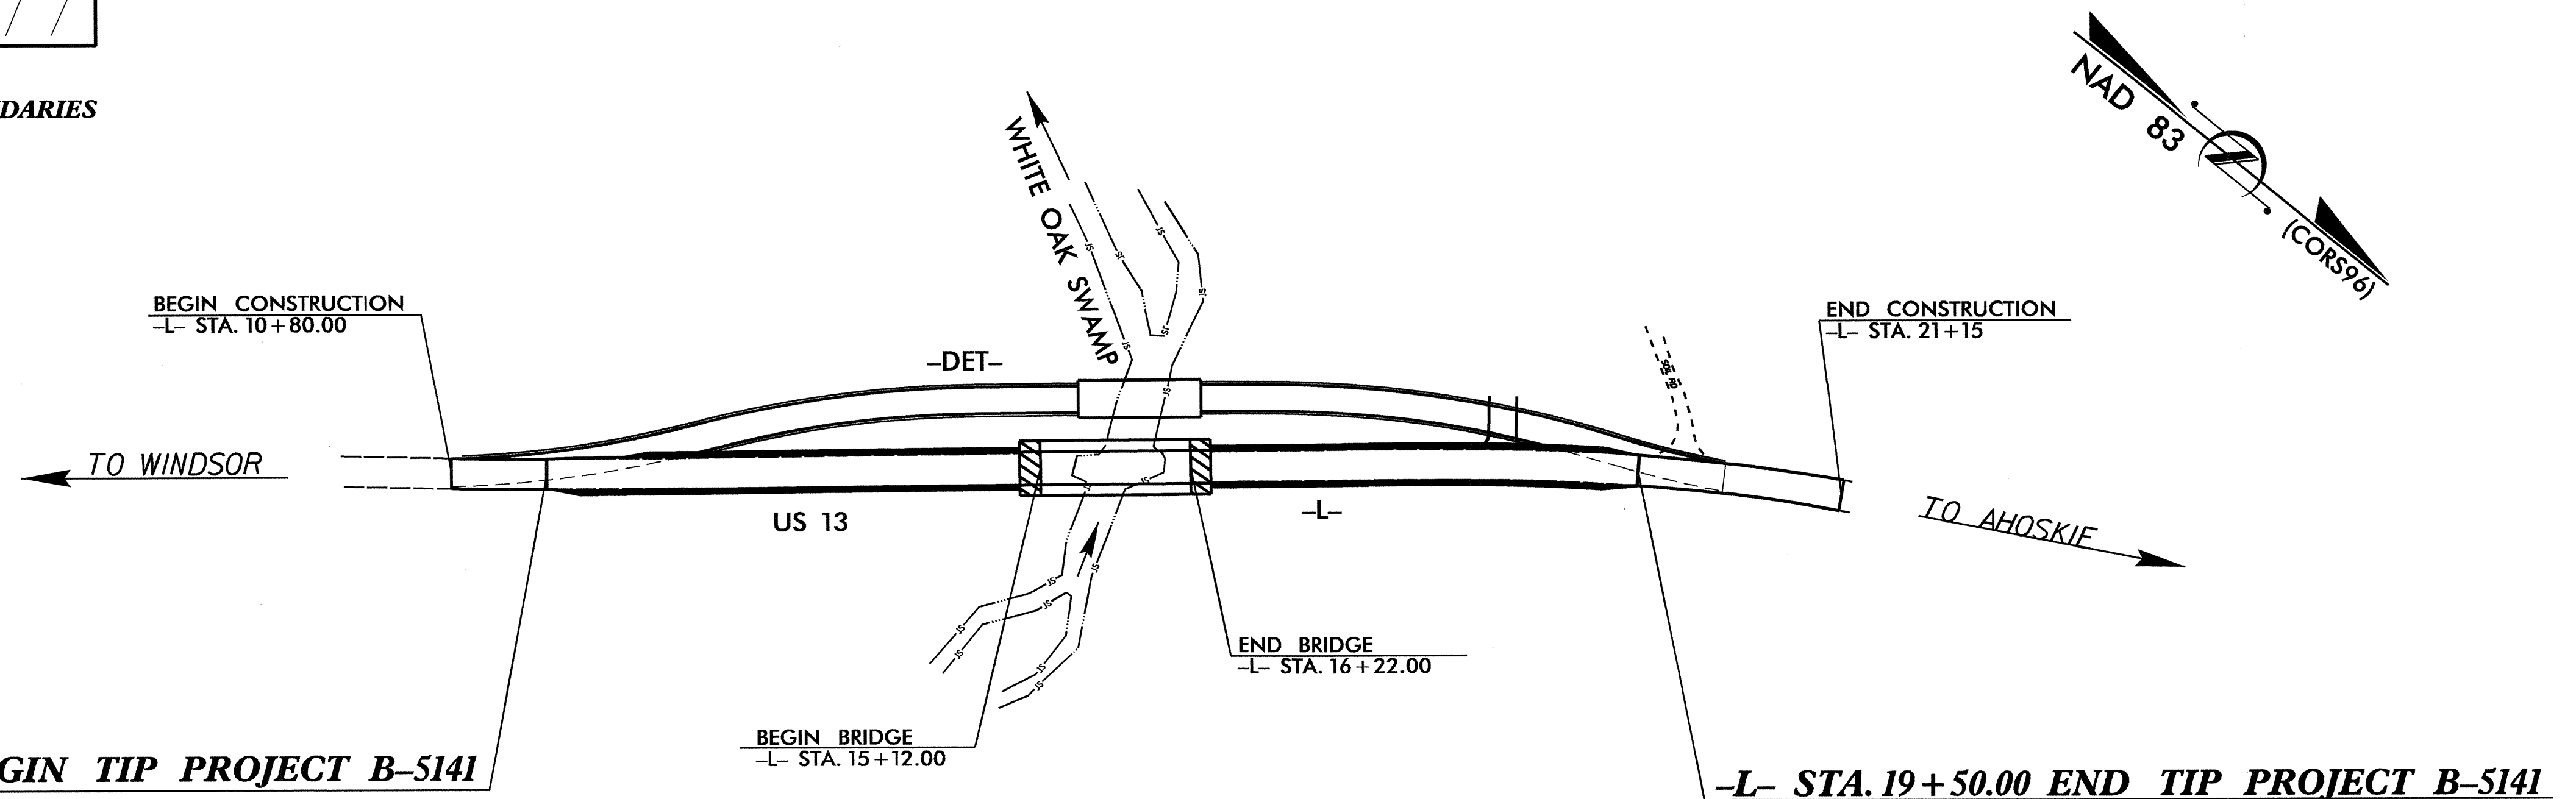 DARIES
NAD 83
(CORS96)
WHITE OAK SWAMP
BEGIN CONSTRUCTION
–L– STA. 10+80.00
END CONSTRUCTION
–L– STA. 21+15
–DET–
TO WINDSOR
US 13
–L–
TO AHOSKIE
END BRIDGE
–L– STA. 16+22.00
BEGIN BRIDGE
–L– STA. 15+12.00
GIN TIP PROJECT B–5141
–L– STA. 19+50.00 END TIP PROJECT B–5141